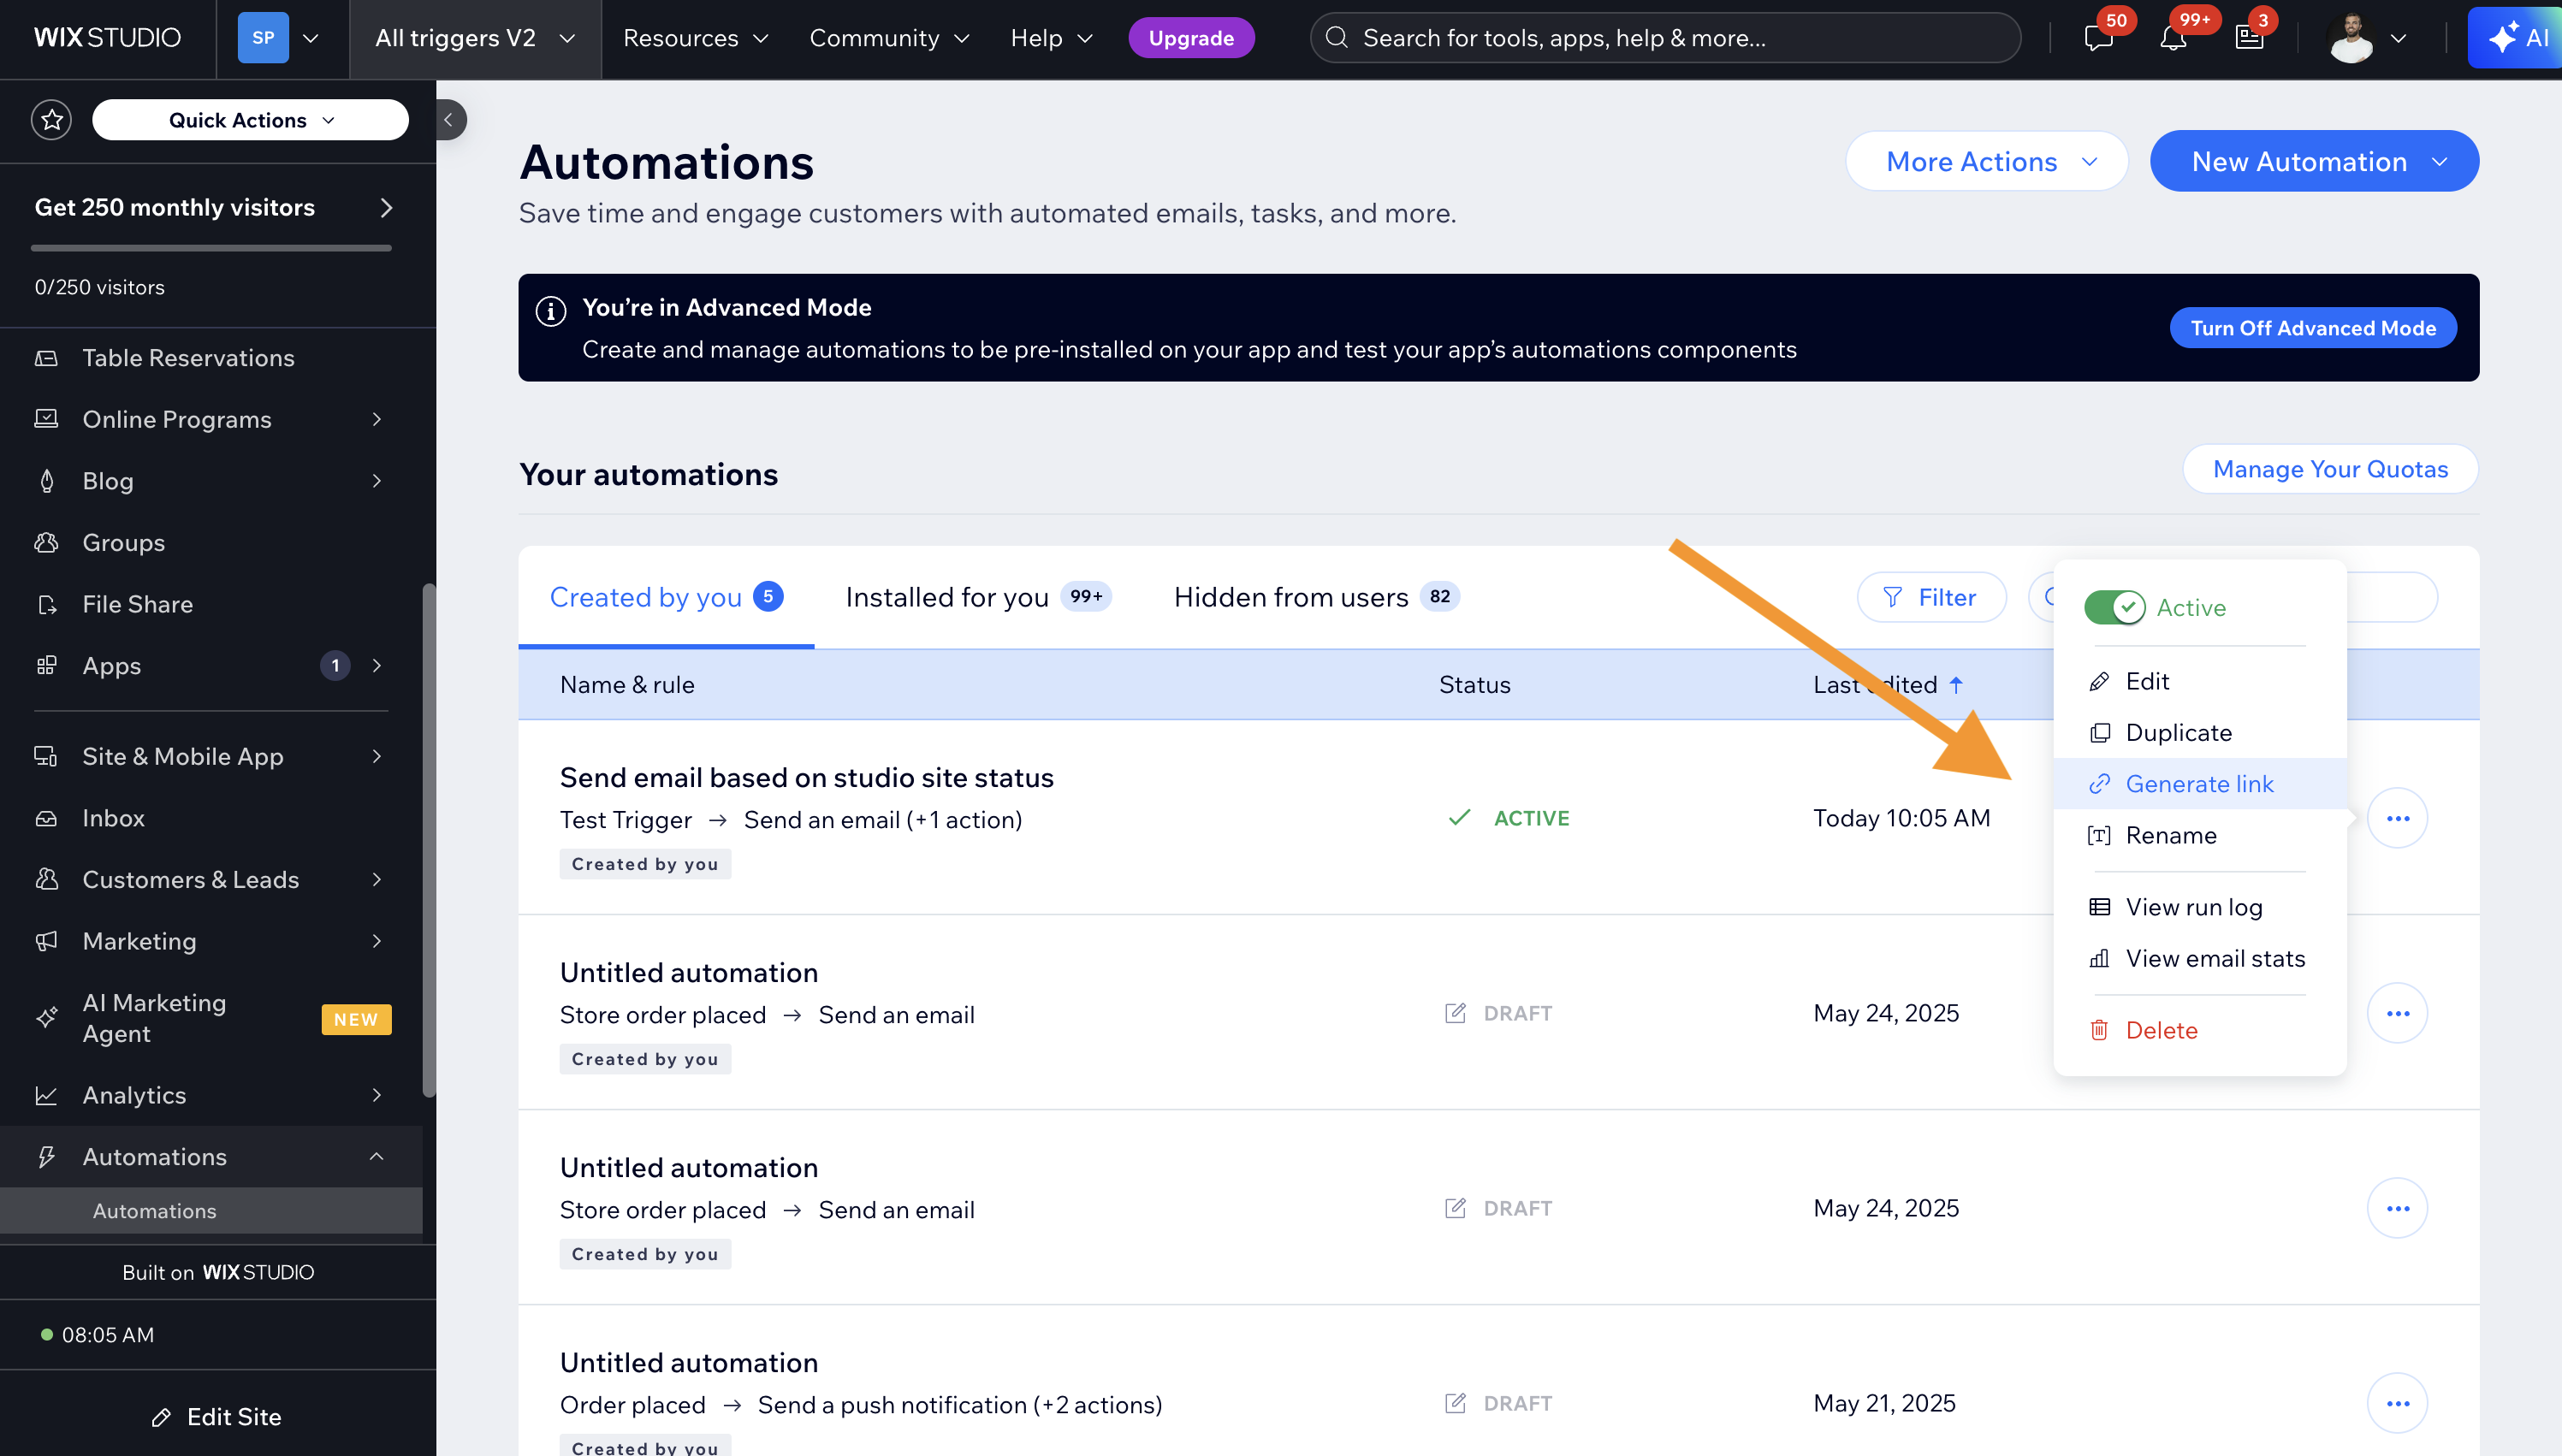 WIX STUDIO
SP
All triggers V2
Resources
Community
Help
Upgrade
Search for tools, apps, help & more...
50
99+
3
AI
Quick Actions
Get 250 monthly visitors
0/250 visitors
Table Reservations
Online Programs
Blog
Groups
File Share
Apps
1
Site & Mobile App
Inbox
Customers & Leads
Marketing
AI Marketing
Agent
NEW
Analytics
Automations
Automations
Built on WIX STUDIO
08:05 AM
Edit Site
Automations
Save time and engage customers with automated emails, tasks, and more.
More Actions
New Automation
You're in Advanced Mode
Create and manage automations to be pre-installed on your app and test your app's automations components
Turn Off Advanced Mode
Your automations
Manage Your Quotas
Created by you 5
Installed for you 99+
Hidden from users 82
Filter
Name & rule
Status
Last edited
Send email based on studio site status
Test Trigger → Send an email (+1 action)
Created by you
ACTIVE
Today 10:05 AM
Untitled automation
Store order placed → Send an email
Created by you
DRAFT
May 24, 2025
Untitled automation
Store order placed → Send an email
Created by you
DRAFT
May 24, 2025
Untitled automation
Order placed → Send a push notification (+2 actions)
Created by you
DRAFT
May 21, 2025
Active
Edit
Duplicate
Generate link
Rename
View run log
View email stats
Delete